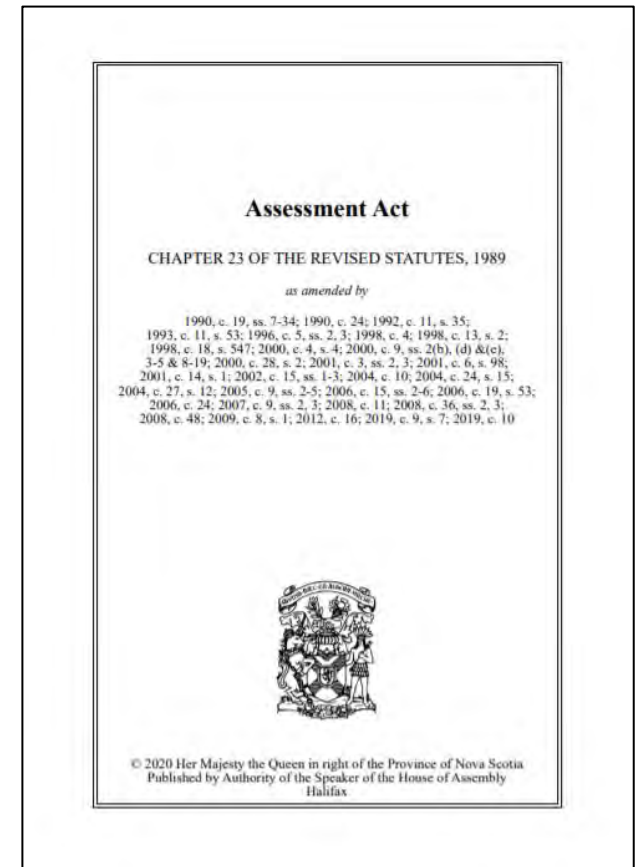 Assessment Act
CHAPTER 23 OF THE REVISED STATUTES, 1989
as amended by
1990, c. 19, ss. 7-34; 1990, c. 24; 1992, c. 11, s. 35;
1993, c. 11, s. 53; 1996, c. 5, ss. 2, 3; 1998, c. 4; 1998, c. 13, s. 2;
1998, c. 18, s. 547; 2000, c. 4, s. 4; 2000, c. 9, ss. 2(b), (d) &(e),
3-5 & 8-19; 2000, c. 28, s. 2; 2001, c. 3, ss. 2, 3; 2001, c. 6, s. 98;
2001, c. 14, s. 1; 2002, c. 15, ss. 1-3; 2004, c. 10; 2004, c. 24, s. 15;
2004, c. 27, s. 12; 2005, c. 9, ss. 2-5; 2006, c. 15, ss. 2-6; 2006, c. 19, s. 53;
2006, c. 24; 2007, c. 9, ss. 2, 3; 2008, c. 11; 2008, c. 36, ss. 2, 3;
2008, c. 48; 2009, c. 8, s. 1; 2012, c. 16; 2019, c. 9, s. 7; 2019, c. 10
© 2020 Her Majesty the Queen in right of the Province of Nova Scotia
Published by Authority of the Speaker of the House of Assembly
Halifax